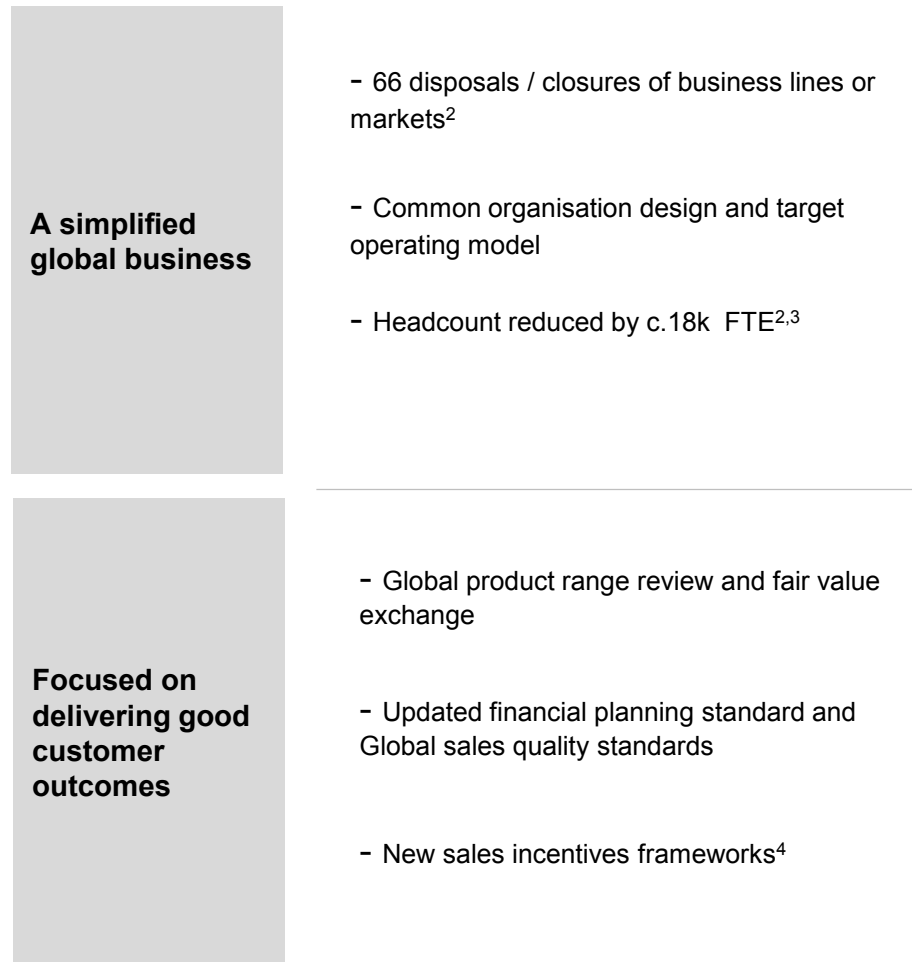 A simplified
global business
- 66 disposals / closures of business lines or
markets2
- Common organisation design and target
operating model
- Headcount reduced by c.18k  FTE2,3
Focused on
delivering good
customer
outcomes
- Global product range review and fair value
exchange
- Updated financial planning standard and
Global sales quality standards
- New sales incentives frameworks4